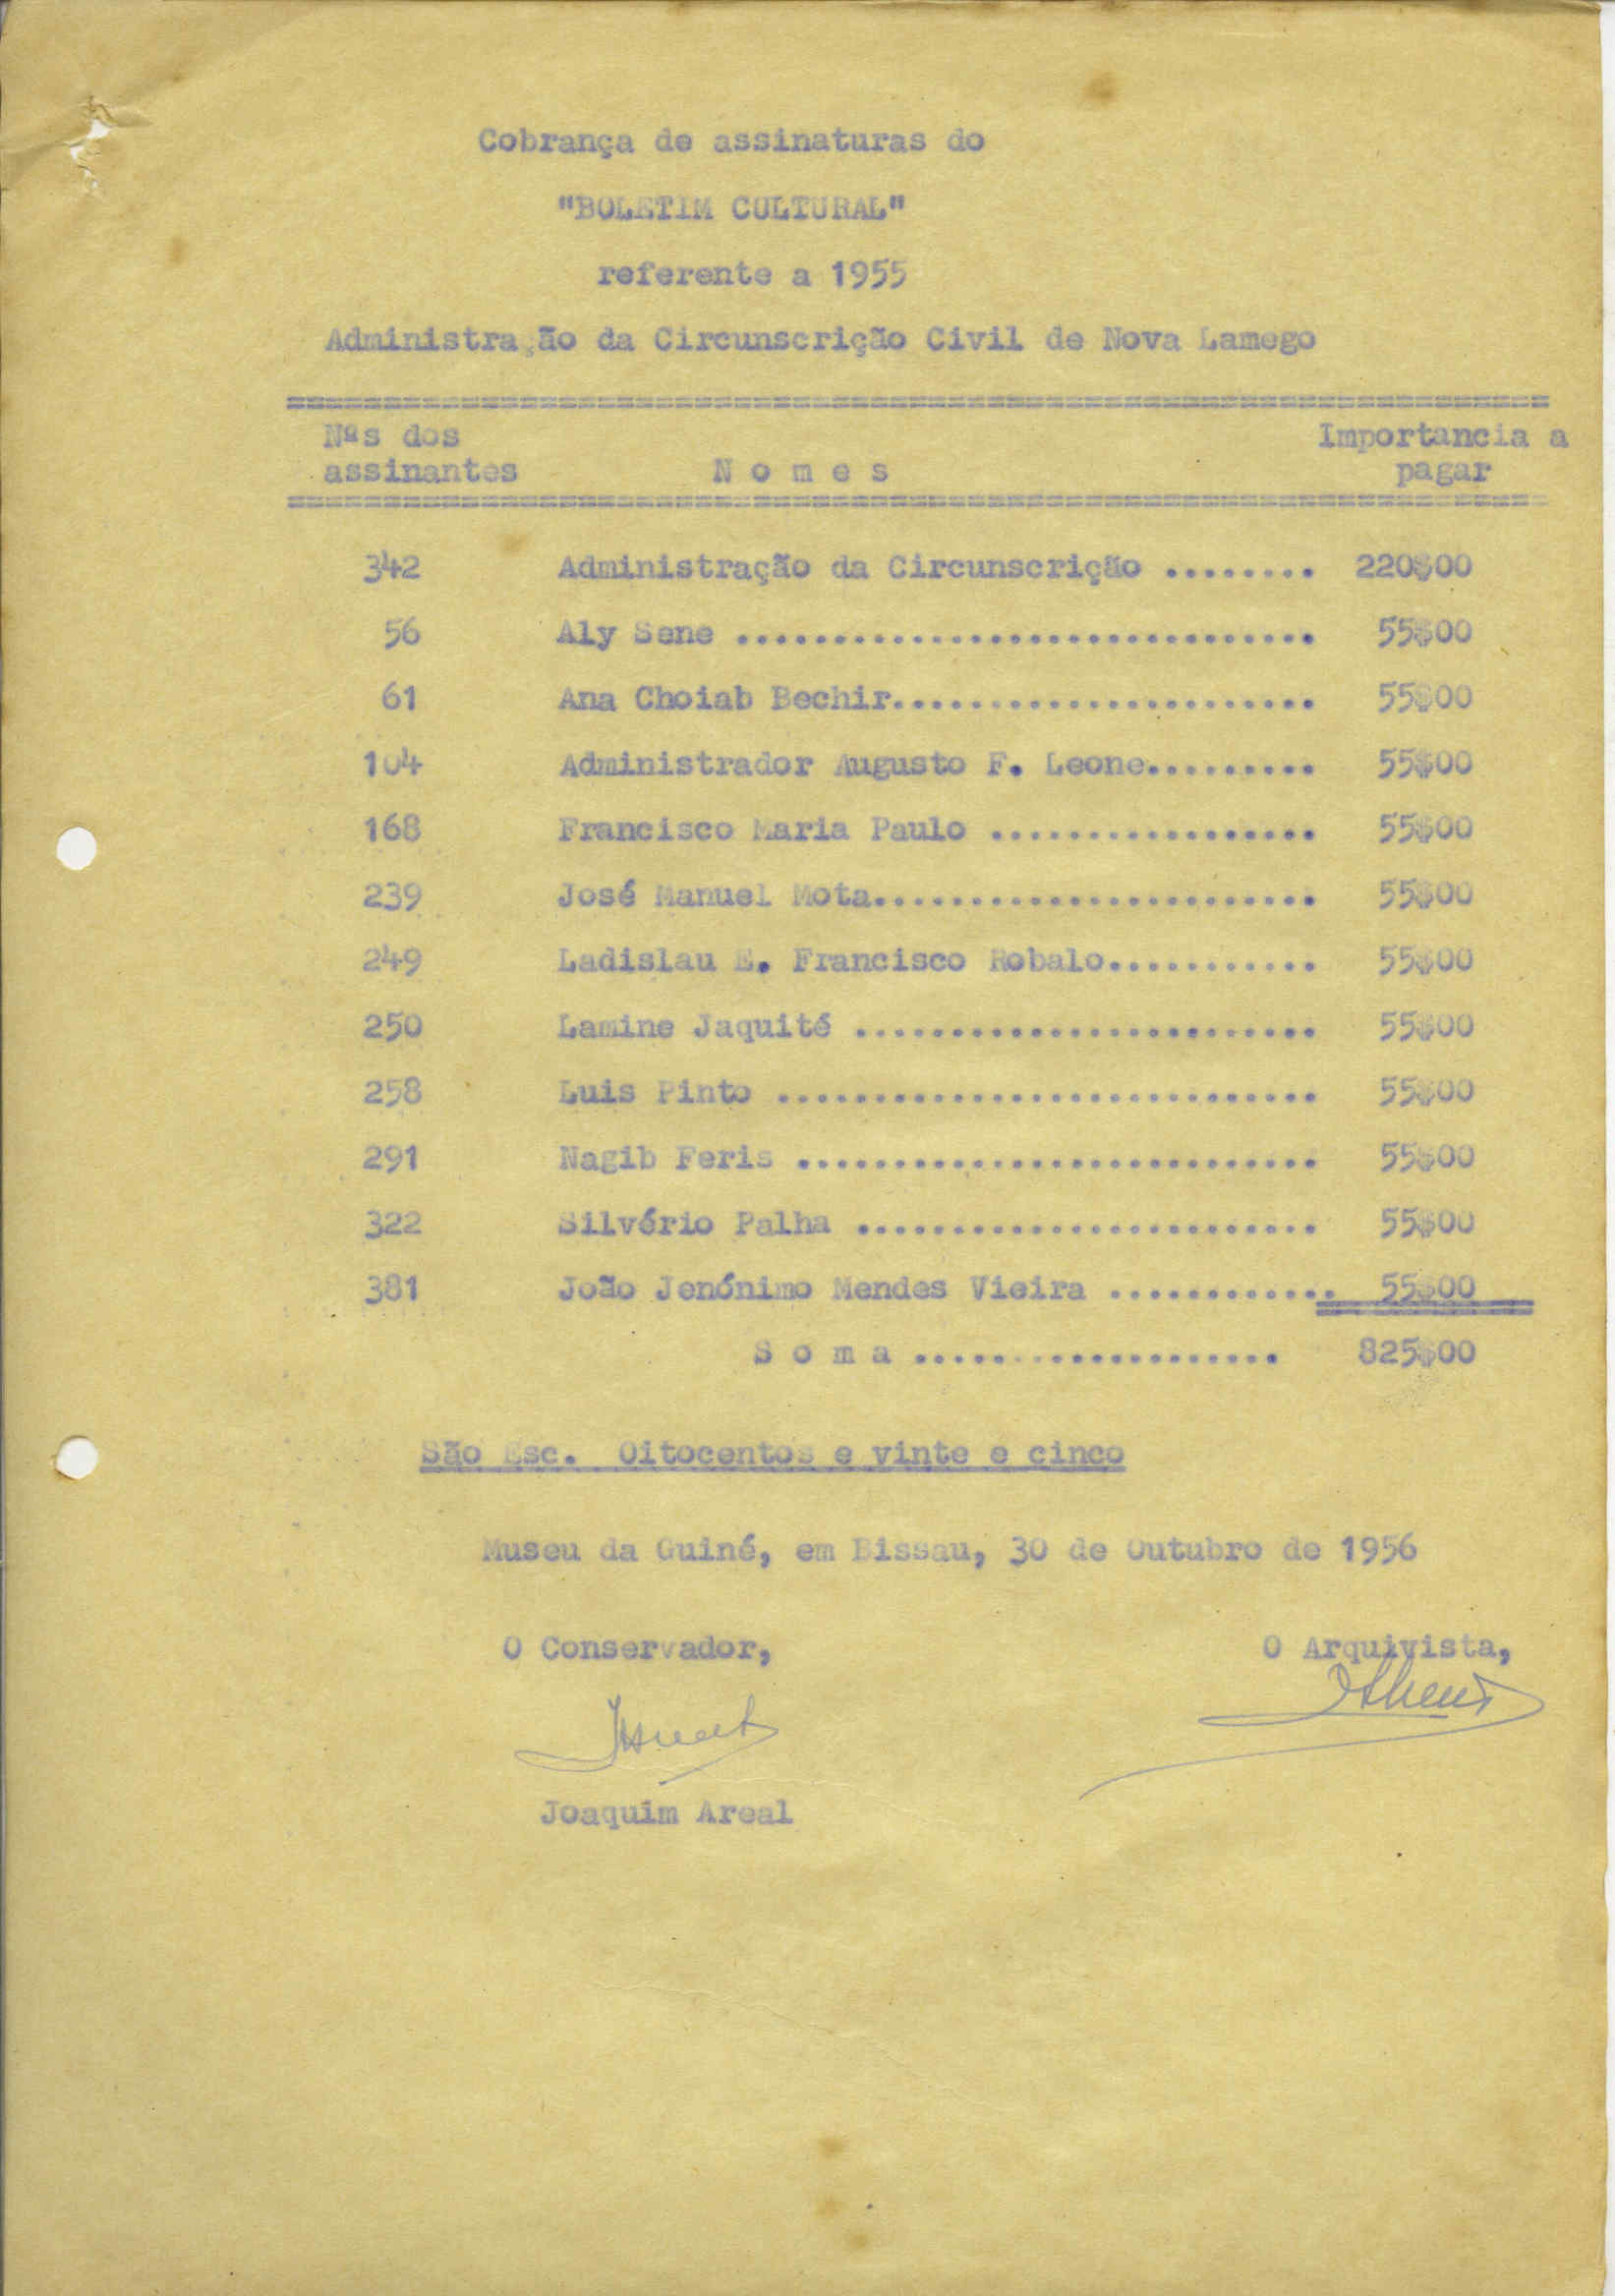 Cobrança de assinaturas do
"BOLETIM CULTURAL"
referente a 1955
Administração da Circunscrição Civil de Nova Lamego
==================================================================
Nºs dos Importancia a
assinantes N o m e s pagar
==================================================================
342 Administração da Circunscrição ........ 220$00
56 Aly Sene .............................. 55$00
61 Ana Choiab Bechir...................... 55$00
104 Administrador Augusto F. Leone......... 55$00
168 Francisco Maria Paulo ................. 55$00
239 José Manuel Mota....................... 55$00
249 Ladislau E. Francisco Robalo........... 55$00
250 Lamine Jaquité ........................ 55$00
258 Luis Pinto ............................ 55$00
291 Nagib Feris ........................... 55$00
322 Silvério Palha ........................ 55$00
381 João Jenónimo Mendes Vieira ............ 55$00
S o m a ................... 825$00
São Esc. Oitocentos e vinte e cinco
Museu da Guiné, em Bissau, 30 de Outubro de 1956
O Conservador, O Arquivista,
Joaquim Areal